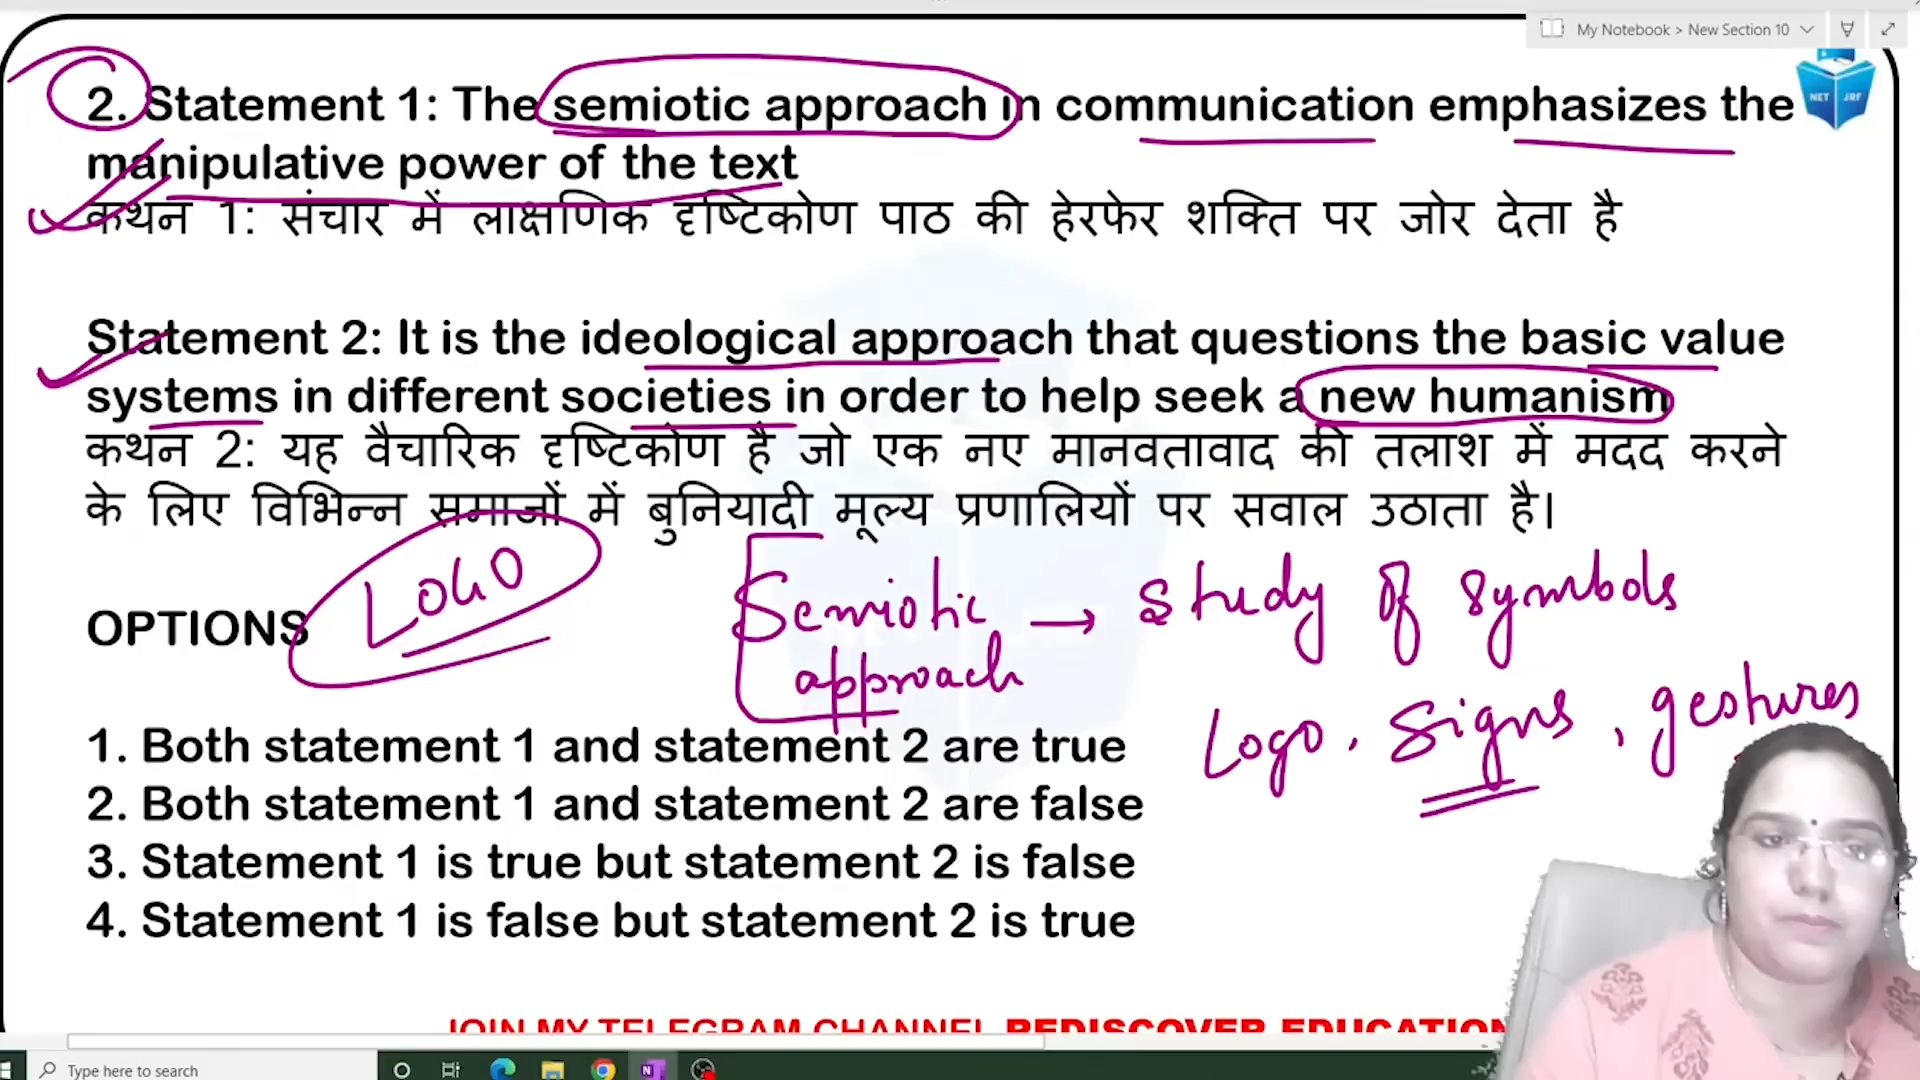 My Notebook > New Section 10
2. Statement 1: The semiotic approach in communication emphasizes the
NET JRF
manipulative power of the text
कथन 1: संचार में लाक्षणिक दृष्टिकोण पाठ की हेरफेर शक्ति पर जोर देता है
Statement 2: It is the ideological approach that questions the basic value
systems in different societies in order to help seek a new humanism
कथन 2: यह वैचारिक दृष्टिकोण है जो एक नए मानवतावाद की तलाश में मदद करने
के लिए विभिन्न समाजों में बुनियादी मूल्य प्रणालियों पर सवाल उठाता है।
LOGO
Semiotic → study of symbols
approach
OPTIONS
Logo, Signs, gestures
1. Both statement 1 and statement 2 are true
2. Both statement 1 and statement 2 are false
3. Statement 1 is true but statement 2 is false
4. Statement 1 is false but statement 2 is true
JOIN MY TELEGRAM CHANNEL REDISCOVER EDUCATION
Type here to search